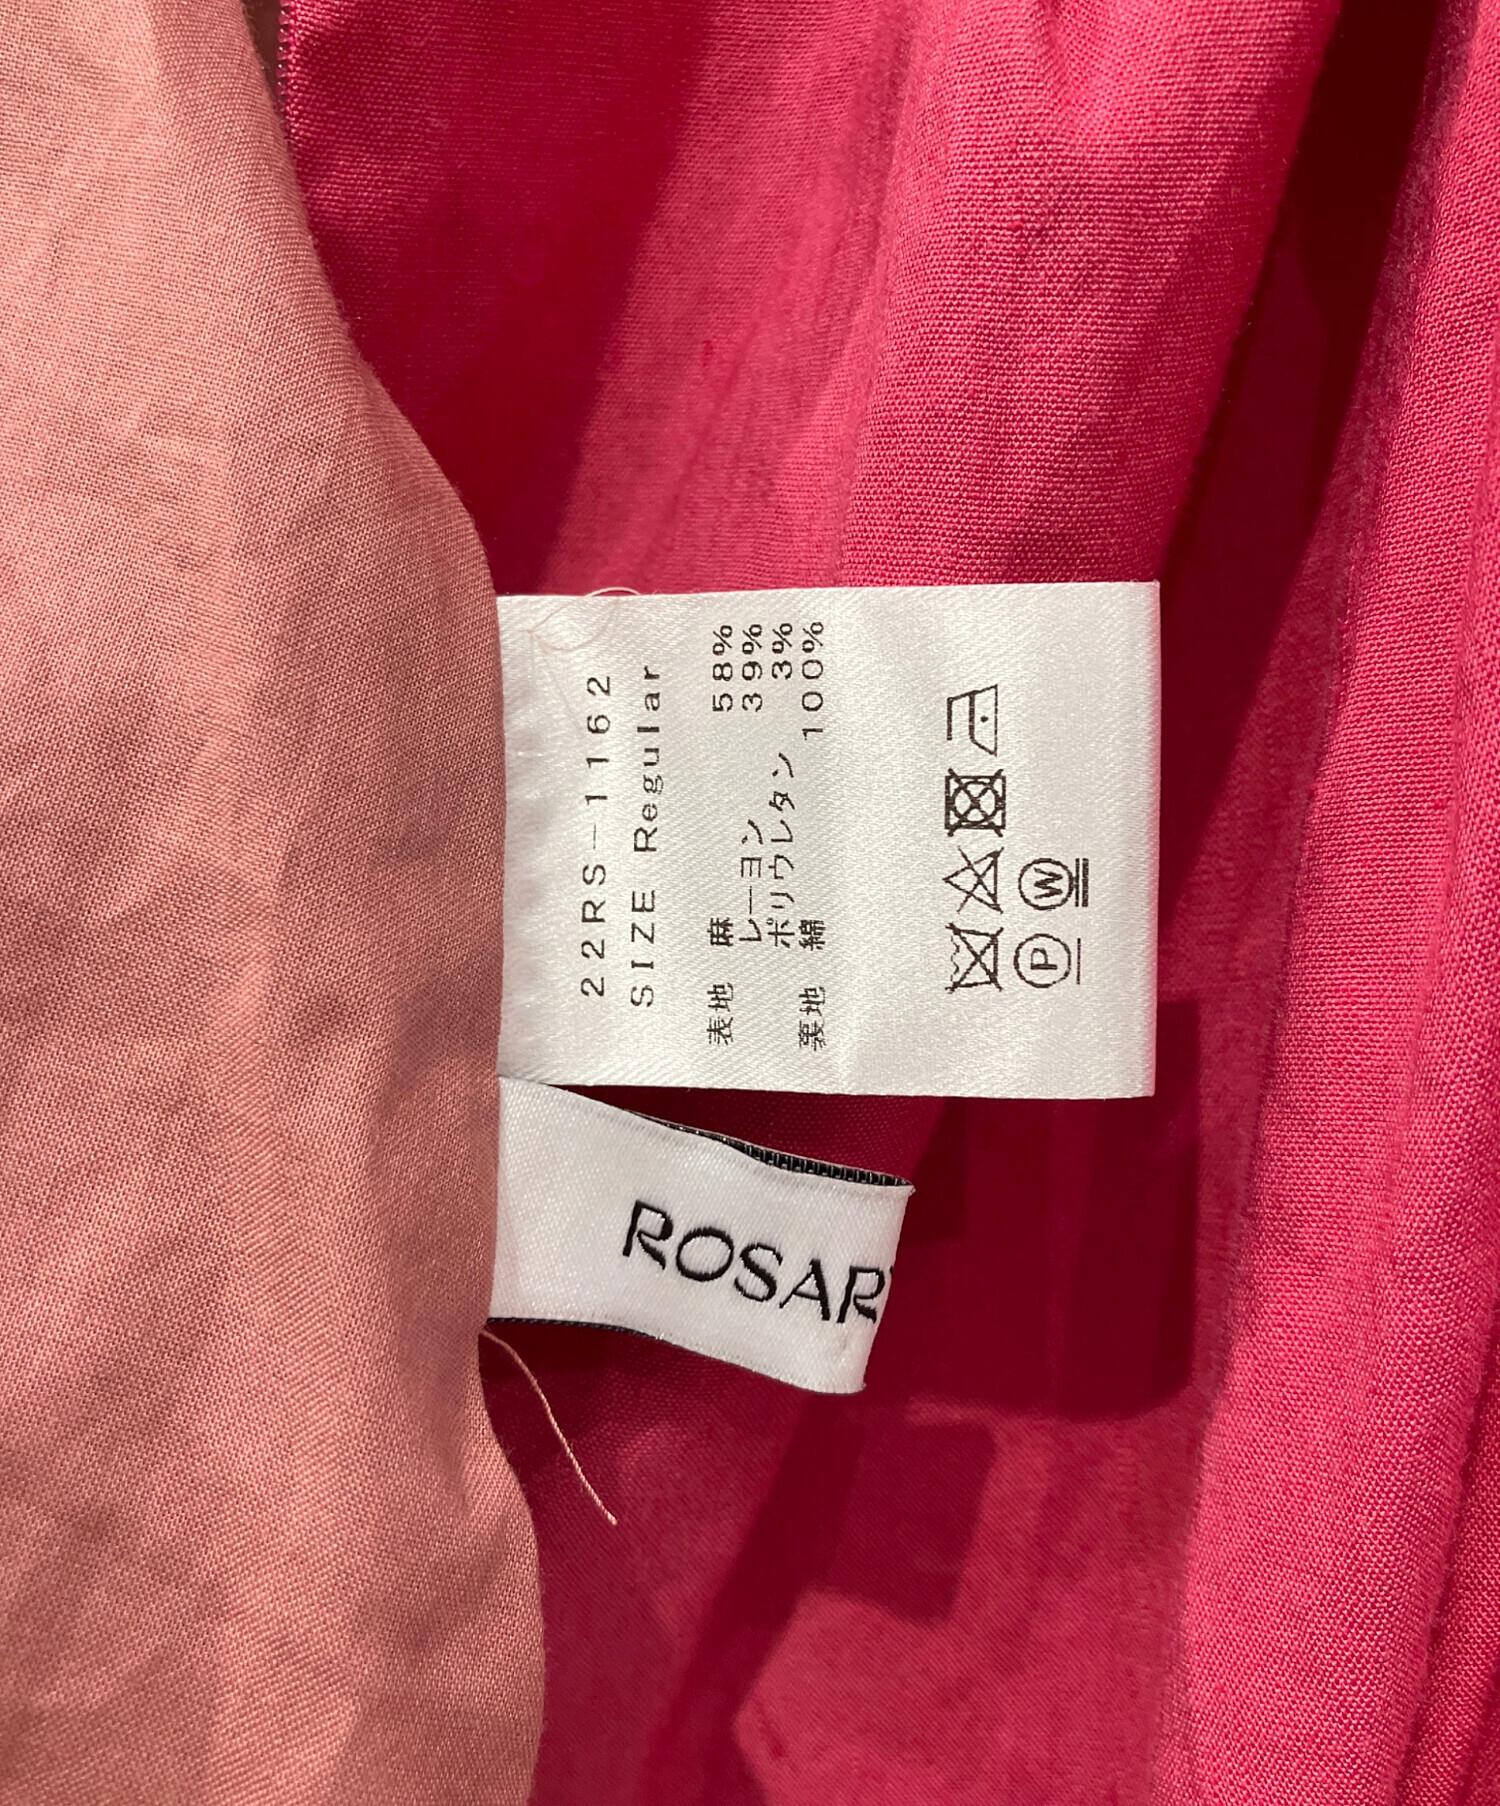 22RS-1162
SIZE Regular
表地 麻 58%
レーヨン 39%
ポリウレタン 3%
裏地 綿 100%
P W
ROSAR